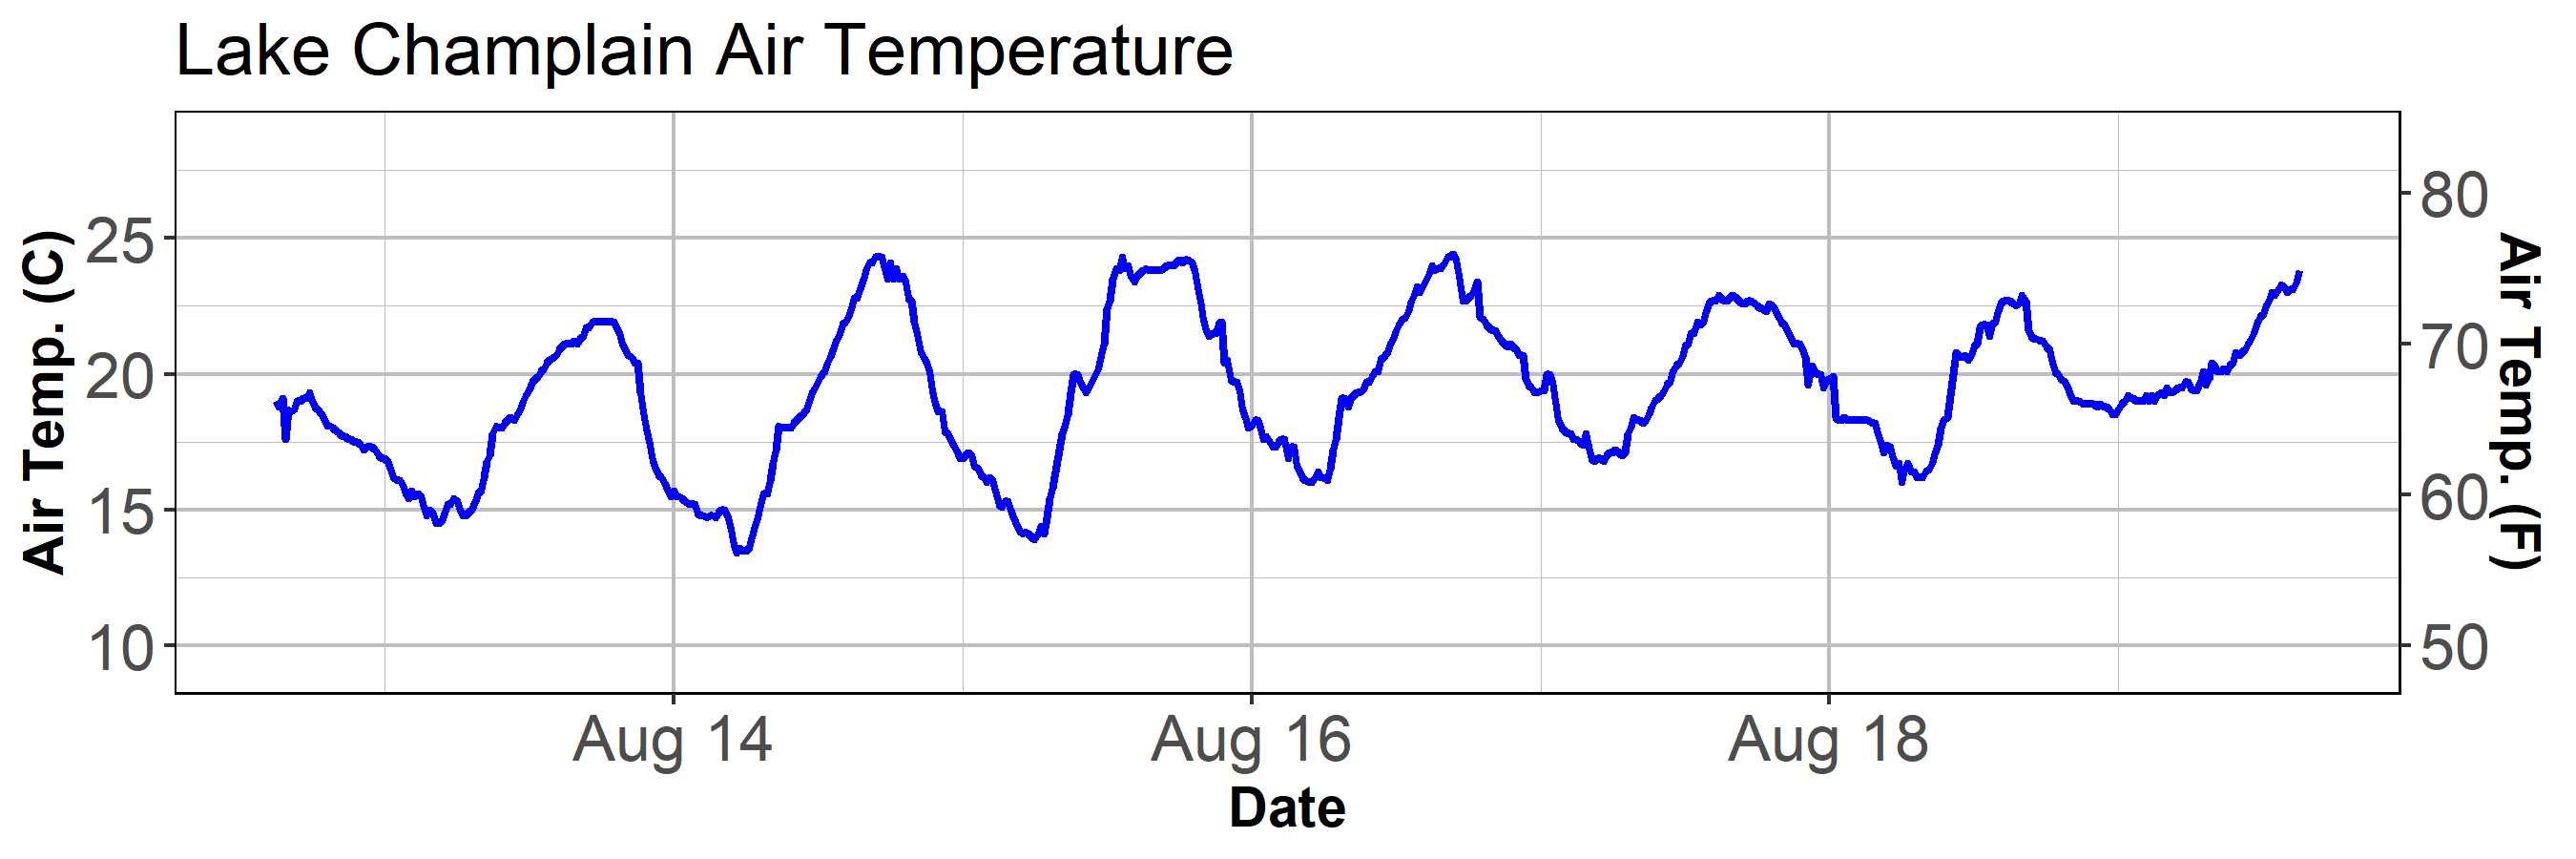 Lake Champlain Air Temperature
Air Temp. (C)
25
20
15
10
80
70
60
50
Air Temp. (F)
Aug 14
Aug 16
Aug 18
Date